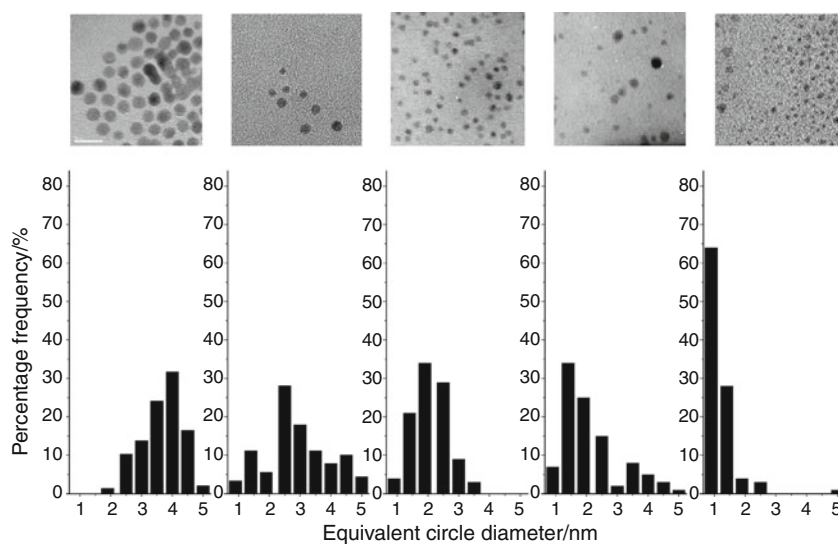 80 80 80 80 80
70 70 70 70 70
60 60 60 60 60
50 50 50 50 50
40 40 40 40 40
30 30 30 30 30
20 20 20 20 20
10 10 10 10 10
0 0 0 0 0
1 2 3 4 5 1 2 3 4 5 1 2 3 4 5 1 2 3 4 5 1 2 3 4 5
Percentage frequency/%
Equivalent circle diameter/nm